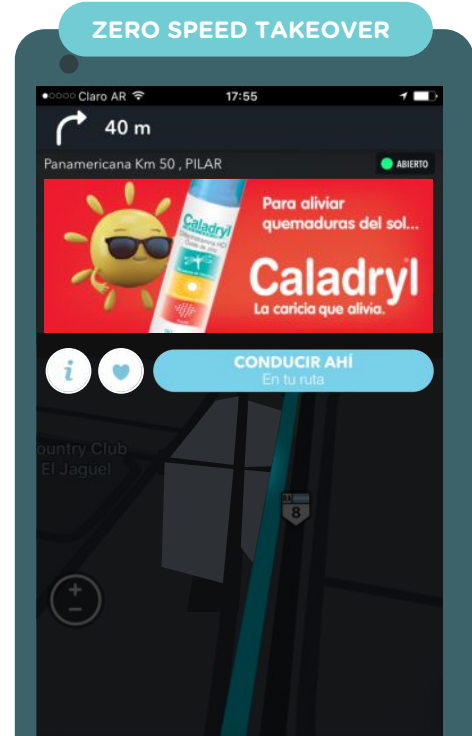 ZERO SPEED TAKEOVER
Claro AR
17:55
40 m
Panamericana Km 50 , PILAR
ABIERTO
Para aliviar
quemaduras del sol...
Caladryl
Caladryl
La caricia que alivia.
i
CONDUCIR AHÍ
En tu ruta
ountry Club
El Jaguel
8
+
−